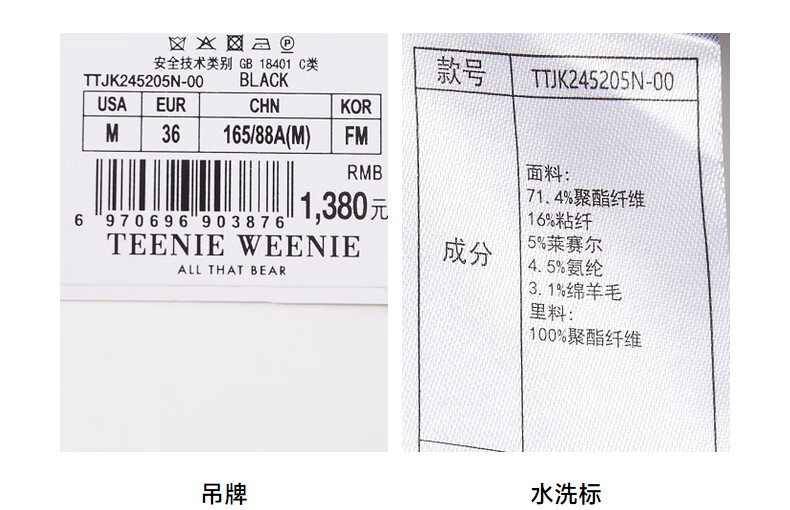 安全技术类别 GB 18401 C类
TTJK245205N-00 BLACK
USA EUR CHN KOR
M 36 165/88A(M) FM
RMB
1,380元
6 970696 903876
TEENIE WEENIE
ALL THAT BEAR
款号 TTJK245205N-00
成分
面料:
71.4%聚酯纤维
16%粘纤
5%莱赛尔
4.5%氨纶
3.1%绵羊毛
里料:
100%聚酯纤维
吊牌
水洗标